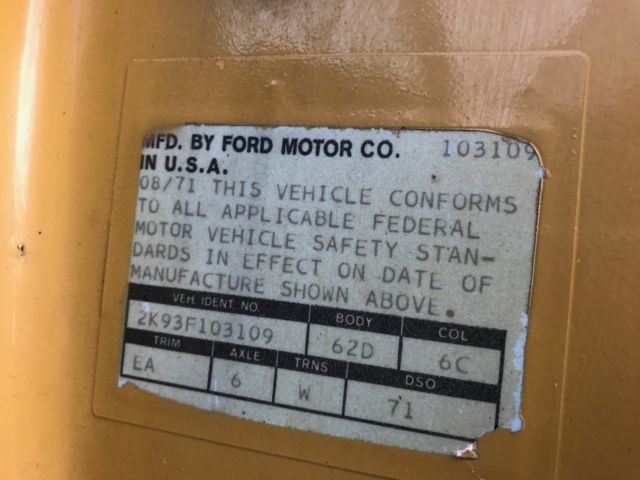 MFD. BY FORD MOTOR CO. 103109
IN U.S.A.
08/71 THIS VEHICLE CONFORMS
TO ALL APPLICABLE FEDERAL
MOTOR VEHICLE SAFETY STAN-
DARDS IN EFFECT ON DATE OF
MANUFACTURE SHOWN ABOVE.
VEH. IDENT. NO. BODY COL
2K93F103109 62D 6C
TRIM AXLE TRNS DSO
EA 6 W 71